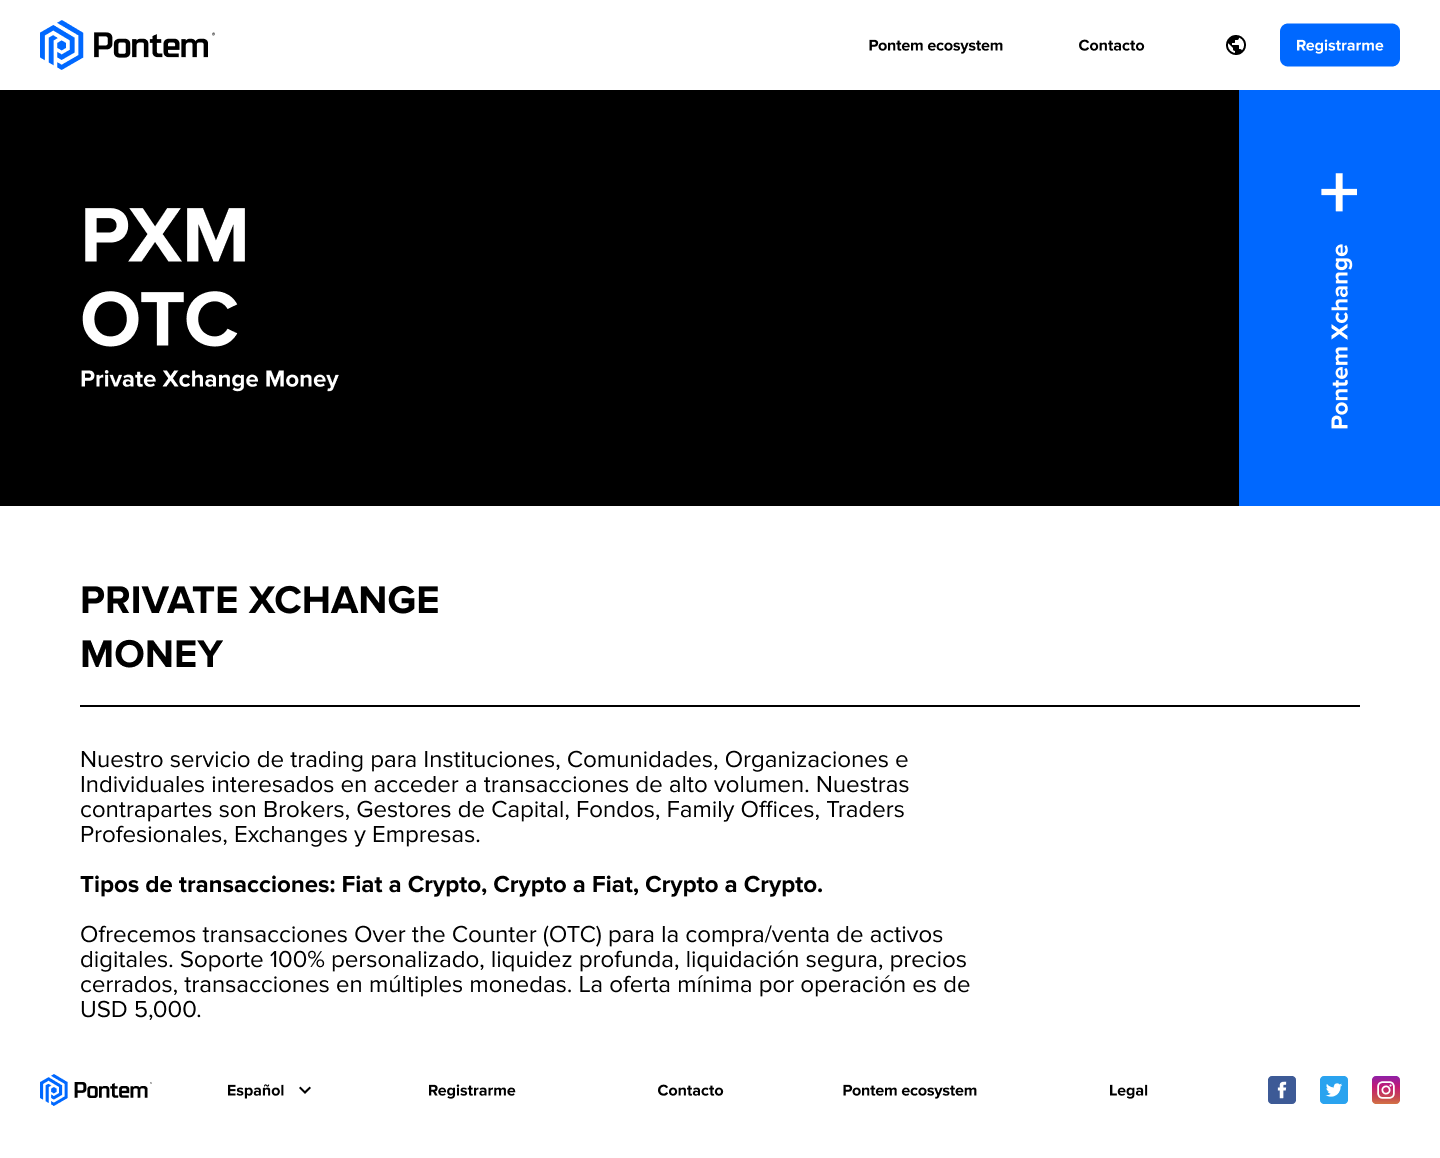 Pontem
Pontem ecosystem
Contacto
Registrarme
PXM
OTC
Private Xchange Money
+
Pontem Xchange
PRIVATE XCHANGE
MONEY
Nuestro servicio de trading para Instituciones, Comunidades, Organizaciones e
Individuales interesados en acceder a transacciones de alto volumen. Nuestras
contrapartes son Brokers, Gestores de Capital, Fondos, Family Offices, Traders
Profesionales, Exchanges y Empresas.
Tipos de transacciones: Fiat a Crypto, Crypto a Fiat, Crypto a Crypto.
Ofrecemos transacciones Over the Counter (OTC) para la compra/venta de activos
digitales. Soporte 100% personalizado, liquidez profunda, liquidación segura, precios
cerrados, transacciones en múltiples monedas. La oferta mínima por operación es de
USD 5,000.
Pontem
Español
Registrarme
Contacto
Pontem ecosystem
Legal